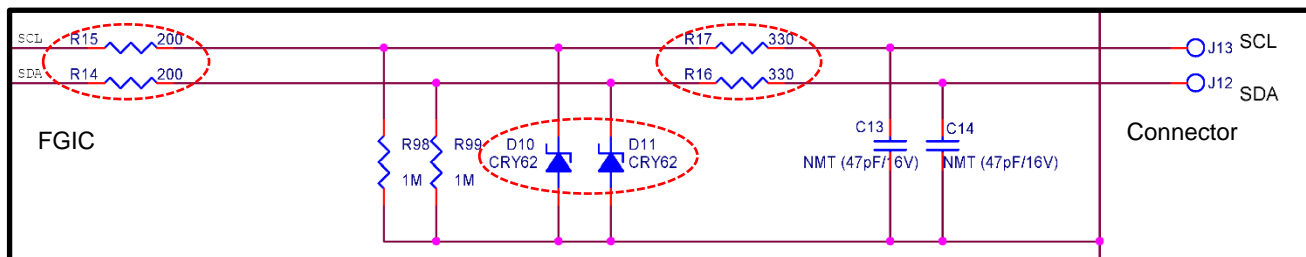 SCL R15 200 R17 330 J13 SCL
SDA R14 200 R16 330 J12 SDA
FGIC
R98 1M
R99 1M
D10 CRY62
D11 CRY62
C13 NMT (47pF/16V)
C14 NMT (47pF/16V)
Connector